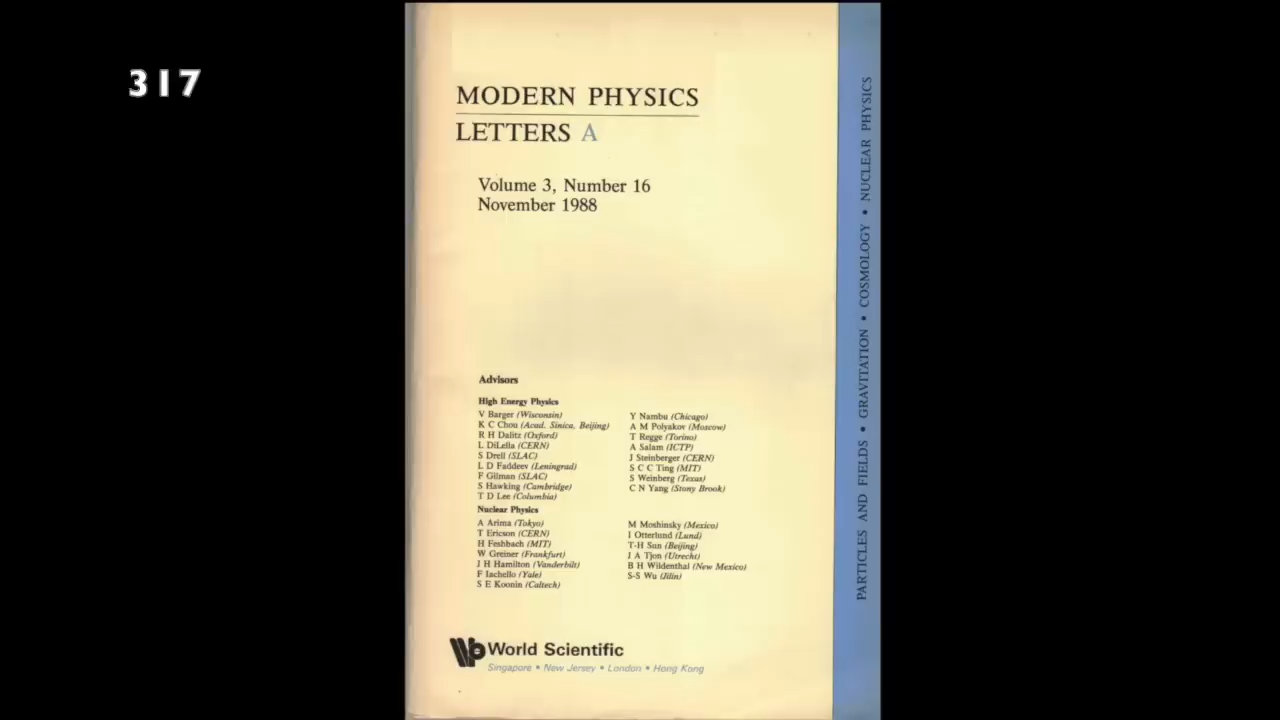 317
MODERN PHYSICS
LETTERS A
Volume 3, Number 16
November 1988
Advisors
High Energy Physics
V Barger (Wisconsin)
K C Chou (Acad. Sinica, Beijing)
R H Dalitz (Oxford)
L DiLella (CERN)
S Drell (SLAC)
L D Faddeev (Leningrad)
F Gilman (SLAC)
S Hawking (Cambridge)
T D Lee (Columbia)
Y Nambu (Chicago)
A M Polyakov (Moscow)
T Regge (Torino)
A Salam (ICTP)
J Steinberger (CERN)
S C C Ting (MIT)
S Weinberg (Texas)
C N Yang (Stony Brook)
Nuclear Physics
A Arima (Tokyo)
T Ericson (CERN)
H Feshbach (MIT)
W Greiner (Frankfurt)
J H Hamilton (Vanderbilt)
F Iachello (Yale)
S E Koonin (Caltech)
M Moshinsky (Mexico)
I Otterlund (Lund)
T-H Sun (Beijing)
J A Tjon (Utrecht)
B H Wildenthal (New Mexico)
S-S Wu (Jilin)
World Scientific
Singapore • New Jersey • London • Hong Kong
PARTICLES AND FIELDS • GRAVITATION • COSMOLOGY • NUCLEAR PHYSICS